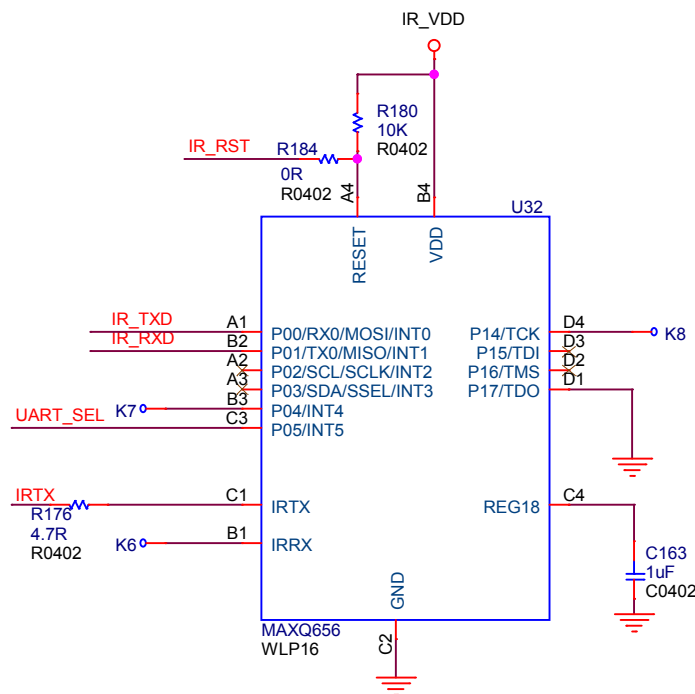 IR_VDD
R180
10K
R0402
IR_RST
R184
0R
R0402
A4
B4
U32
RESET
VDD
IR_TXD
A1
P00/RX0/MOSI/INT0
P14/TCK
D4
K8
IR_RXD
B2
P01/TX0/MISO/INT1
P15/TDI
D3
A2
P02/SCL/SCLK/INT2
P16/TMS
D2
A3
P03/SDA/SSEL/INT3
P17/TDO
D1
K7
B3
P04/INT4
UART_SEL
C3
P05/INT5
IRTX
C1
IRTX
REG18
C4
R176
4.7R
R0402
K6
B1
IRRX
C163
1uF
C0402
GND
C2
MAXQ656
WLP16